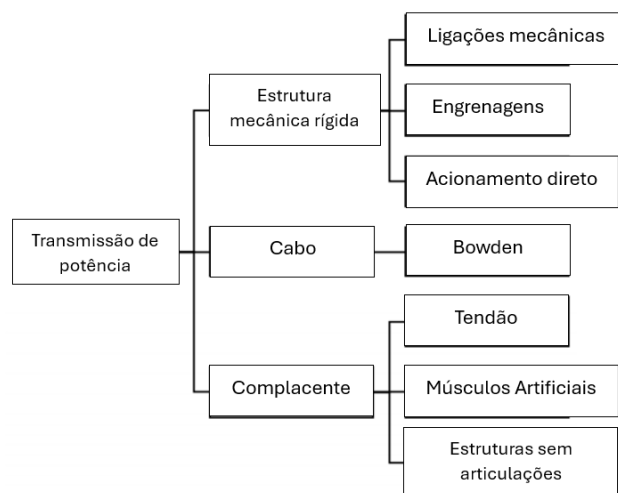 Transmissão de
potência
Estrutura
mecânica rígida
Ligações mecânicas
Engrenagens
Acionamento direto
Cabo
Bowden
Complacente
Tendão
Músculos Artificiais
Estruturas sem
articulações